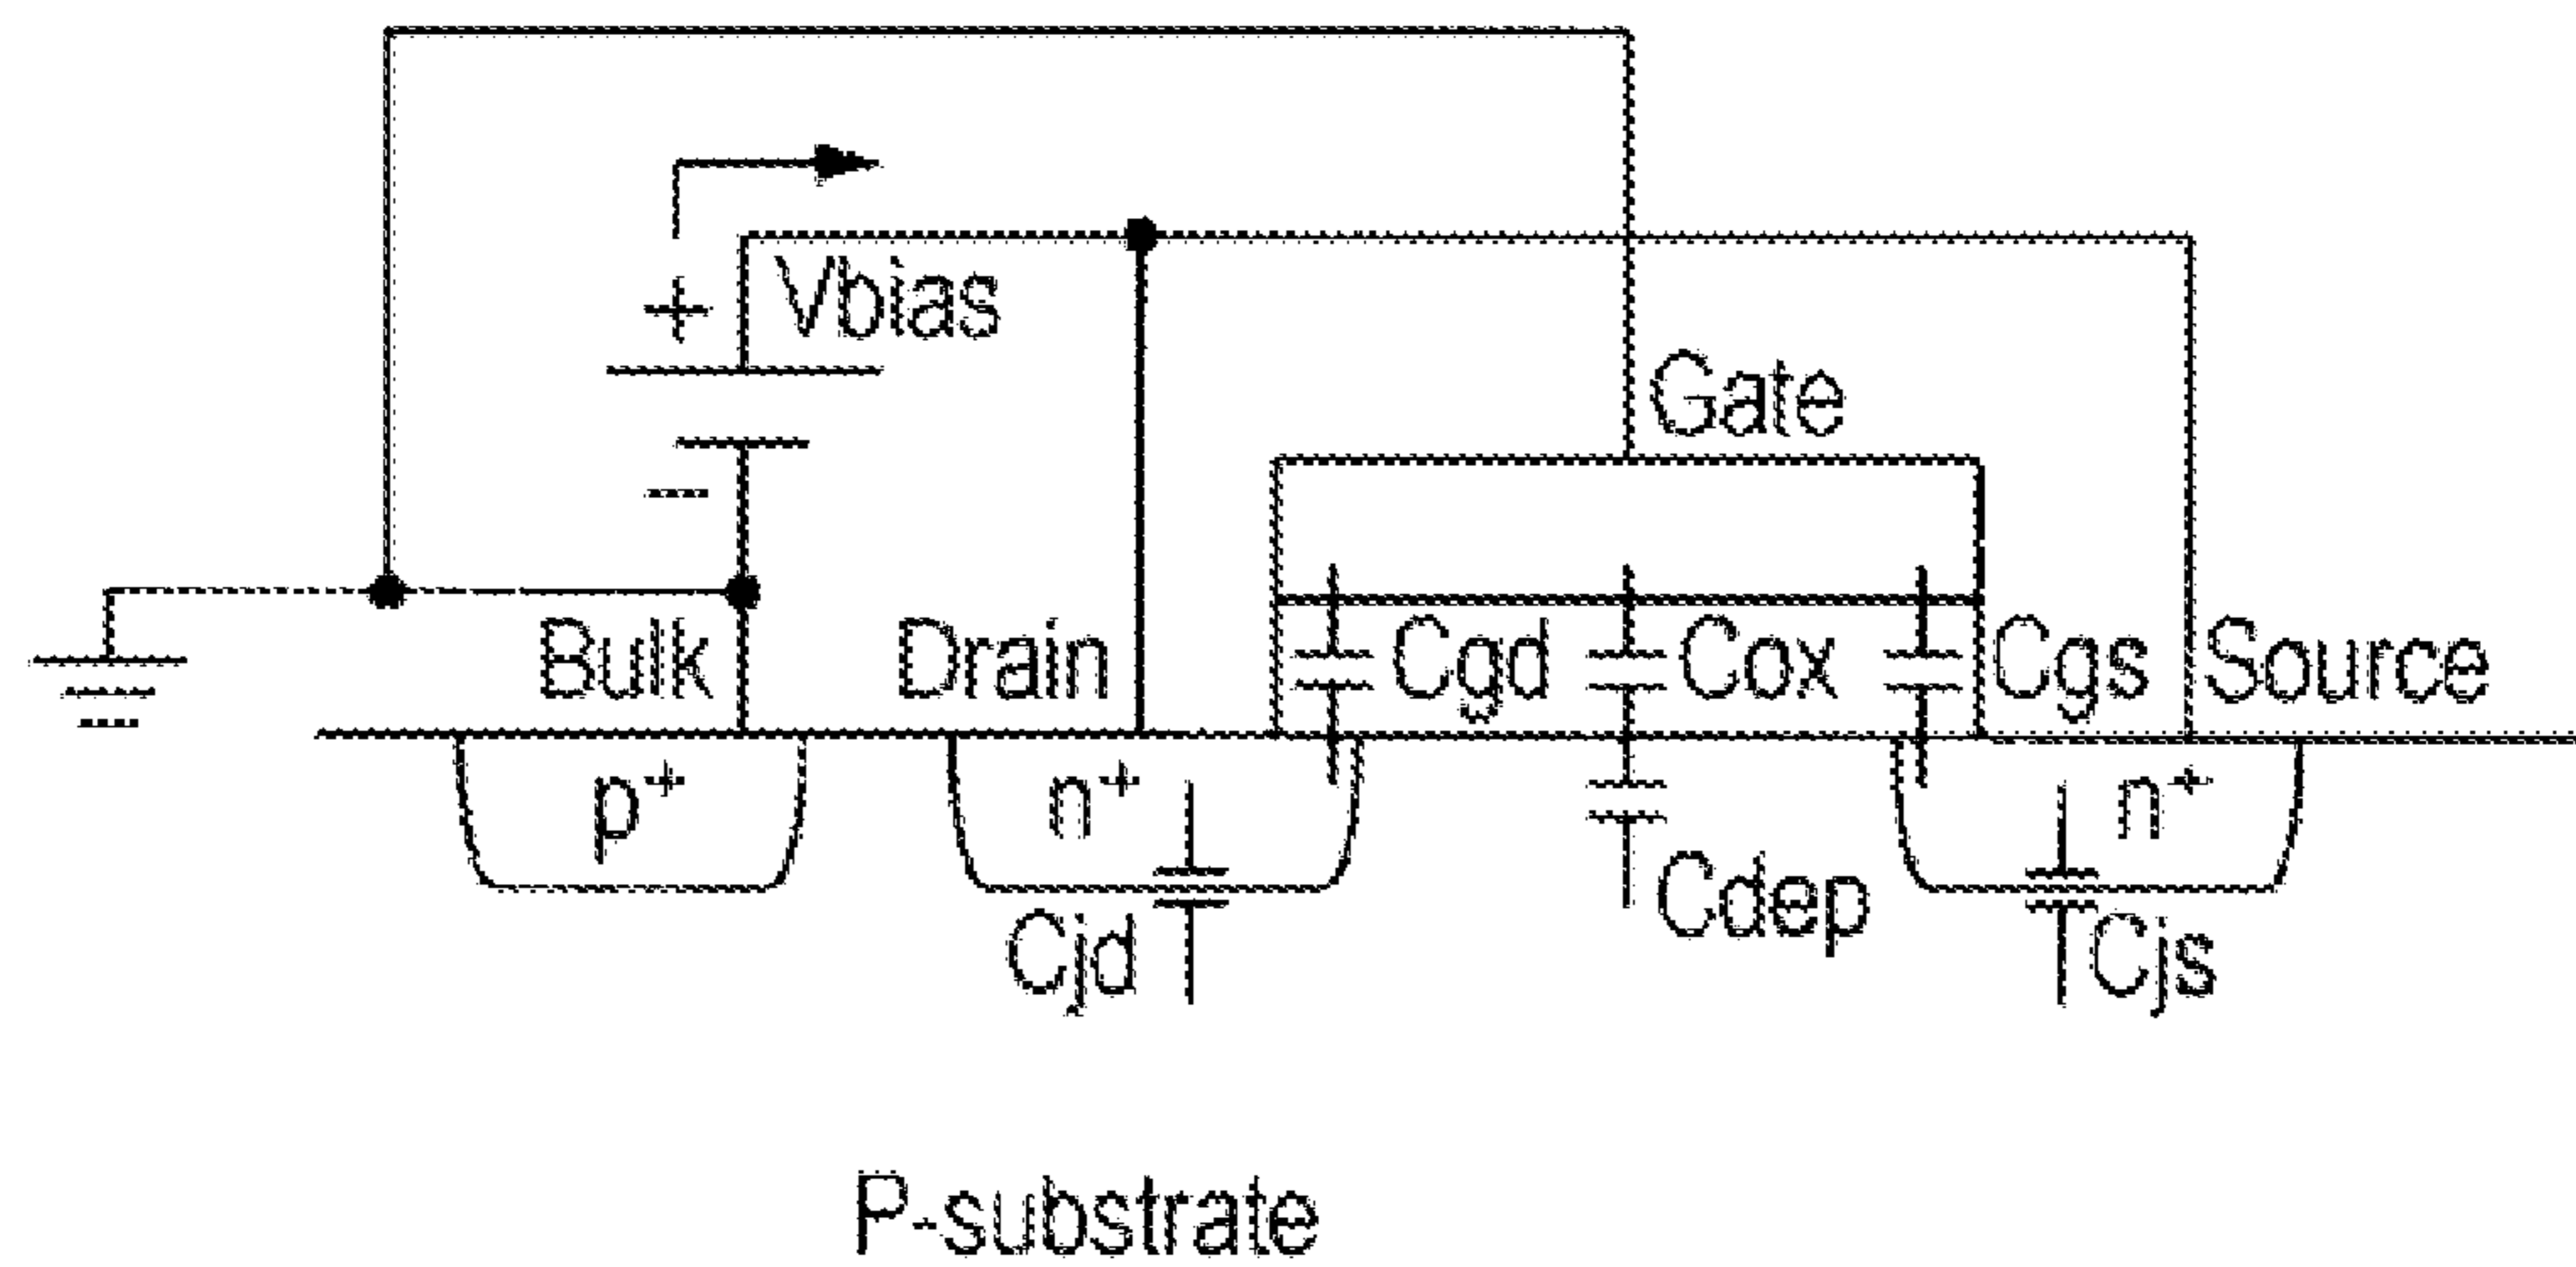 + Vbias
−
Gate
Bulk Drain Cgd Cox Cgs Source
p+ n+ n+
Cdep
Cjd Cjs
P-substrate